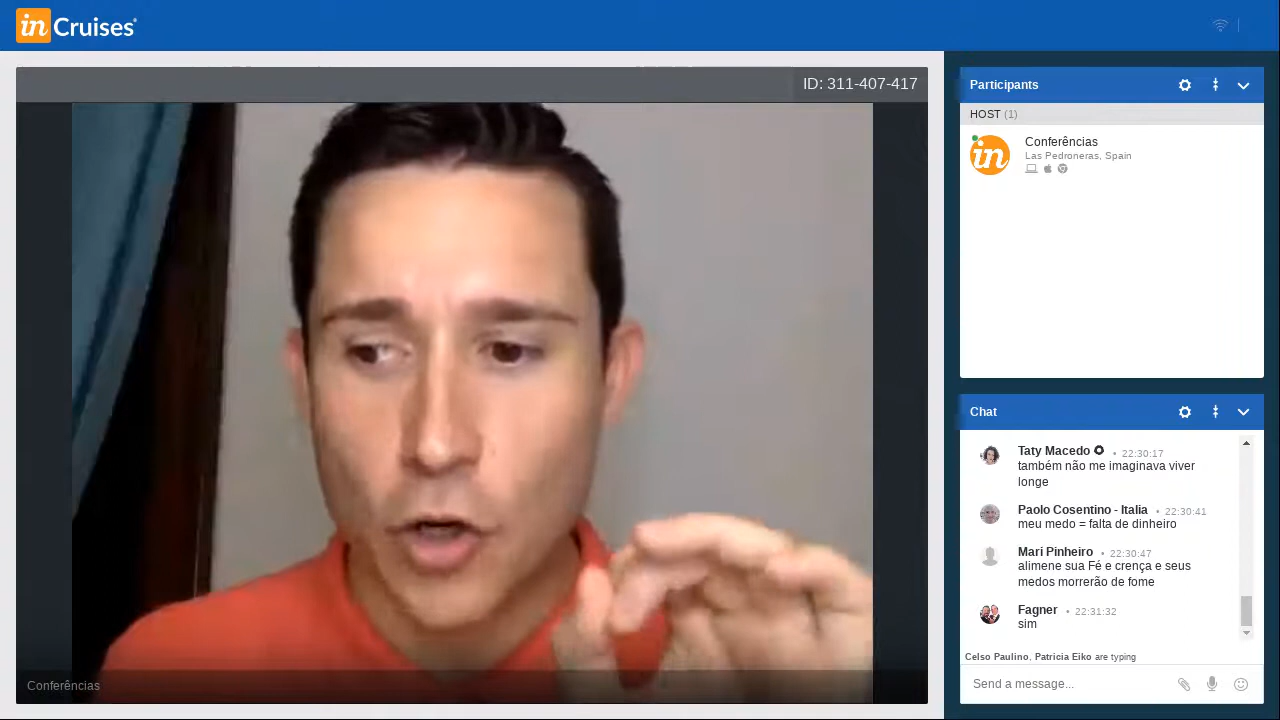 in Cruises
ID: 311-407-417
Conferências
Participants
HOST (1)
in
Conferências
Las Pedroneras, Spain
Chat
Taty Macedo • 22:30:17
também não me imaginava viver
longe
Paolo Cosentino - Italia • 22:30:41
meu medo = falta de dinheiro
Mari Pinheiro • 22:30:47
alimene sua Fé e crença e seus
medos morrerão de fome
Fagner • 22:31:32
sim
Celso Paulino, Patricia Eiko are typing
Send a message...